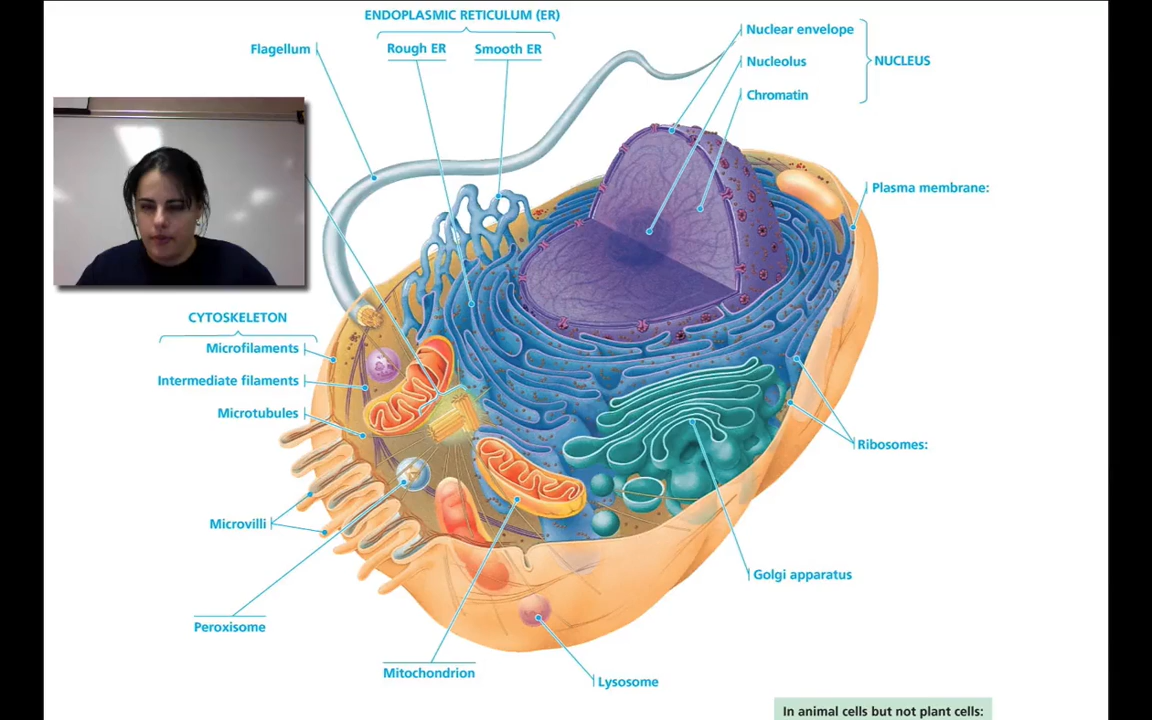 ENDOPLASMIC RETICULUM (ER)
Rough ER
Smooth ER
Flagellum
Nuclear envelope
Nucleolus
Chromatin
NUCLEUS
Plasma membrane:
CYTOSKELETON
Microfilaments
Intermediate filaments
Microtubules
Ribosomes:
Microvilli
Golgi apparatus
Peroxisome
Mitochondrion
Lysosome
In animal cells but not plant cells: